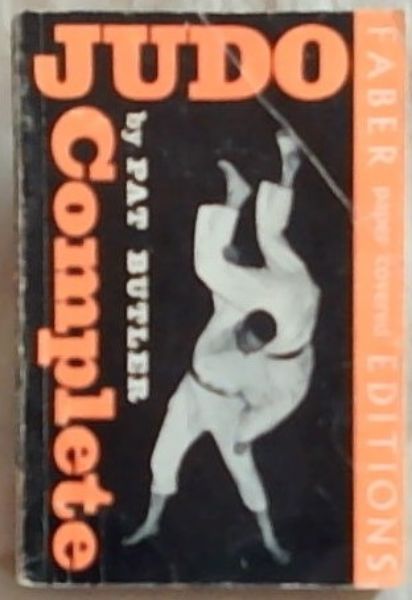 JUDO
Complete
by PAT BUTLER
FABER paper covered EDITIONS